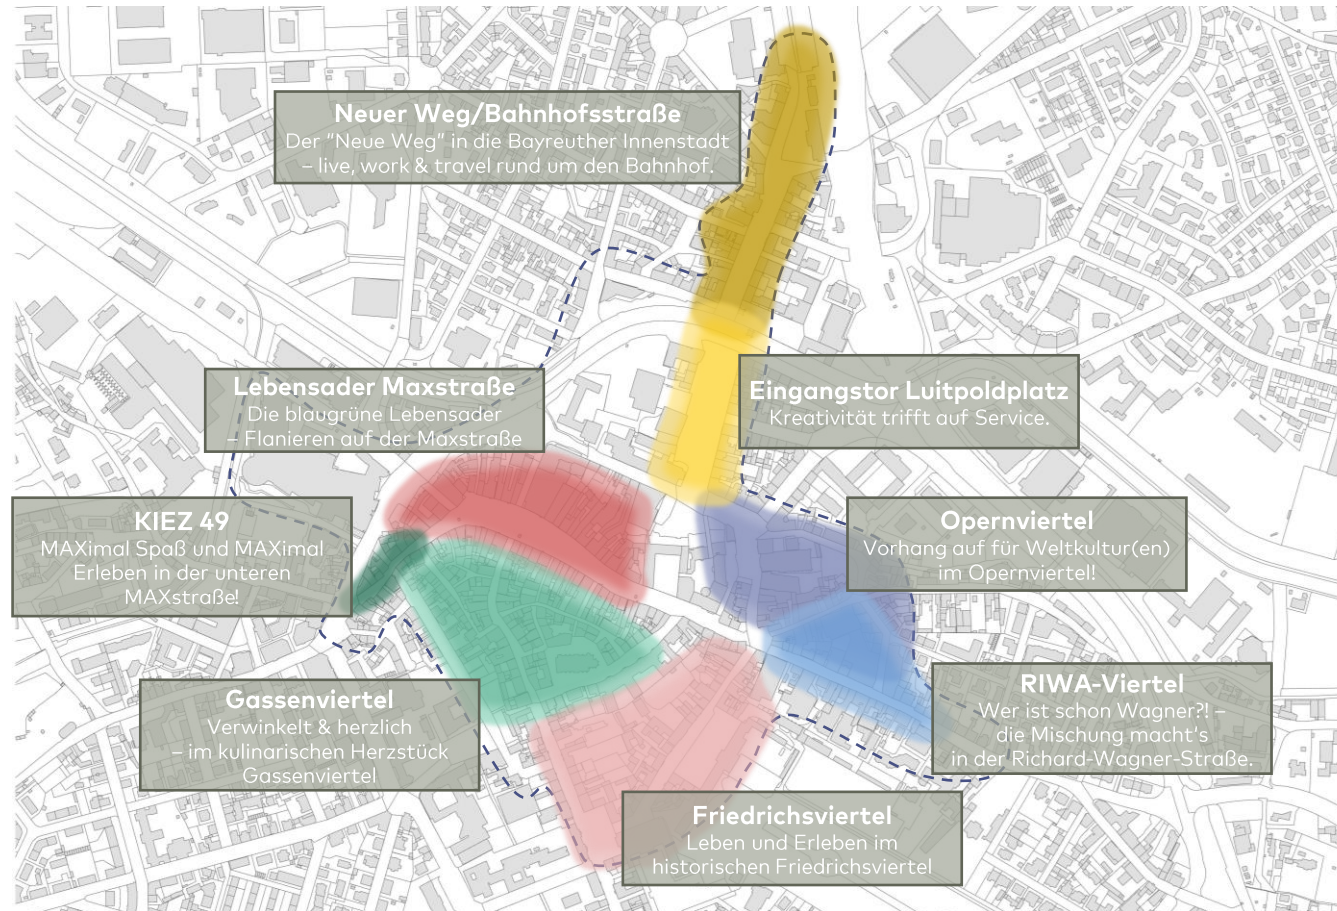 Neuer Weg/Bahnhofsstraße
Der "Neue Weg" in die Bayreuther Innenstadt
– live, work & travel rund um den Bahnhof.
Lebensader Maxstraße
Die blaugrüne Lebensader
– Flanieren auf der Maxstraße
Eingangstor Luitpoldplatz
Kreativität trifft auf Service.
KIEZ 49
MAXimal Spaß und MAXimal
Erleben in der unteren
MAXstraße!
Opernviertel
Vorhang auf für Weltkultur(en)
im Opernviertel!
Gassenviertel
Verwinkelt & herzlich
– im kulinarischen Herzstück
Gassenviertel
RIWA-Viertel
Wer ist schon Wagner?! –
die Mischung macht's
in der Richard-Wagner-Straße.
Friedrichsviertel
Leben und Erleben im
historischen Friedrichsviertel